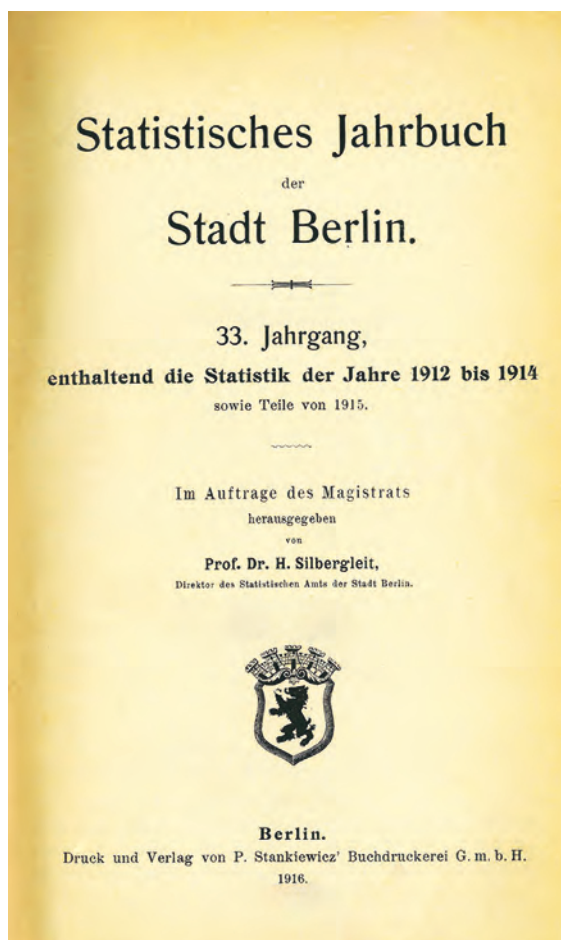 Statistisches Jahrbuch
der
Stadt Berlin.
33. Jahrgang,
enthaltend die Statistik der Jahre 1912 bis 1914
sowie Teile von 1915.
Im Auftrage des Magistrats
herausgegeben
von
Prof. Dr. H. Silbergleit,
Direktor des Statistischen Amts der Stadt Berlin.
Berlin.
Druck und Verlag von P. Stankiewicz' Buchdruckerei G. m. b. H.
1916.